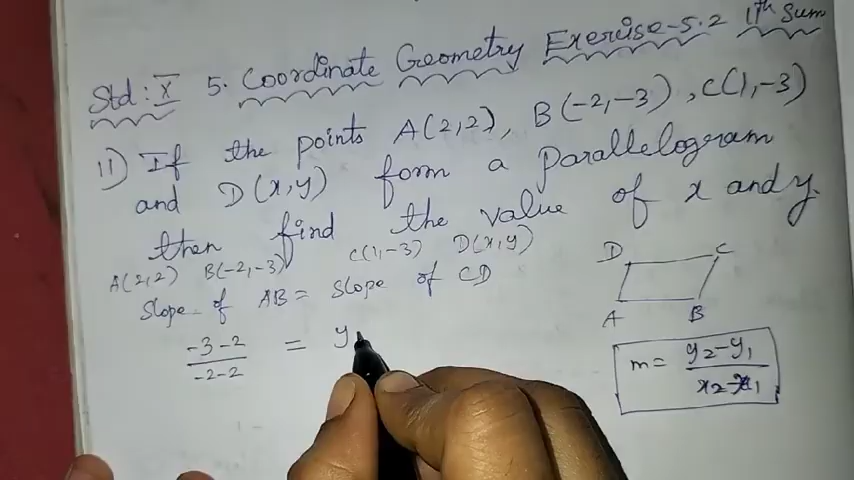 Std: X 5. Coordinate Geometry Exercise-5.2 11th Sum
11) If the points A(2,2), B(-2,-3), C(1,-3)
and D(x,y) form a parallelogram
then find the value of x and y.
A(2,2) B(-2,-3) C(1,-3) D(x,y)
Slope of AB = Slope of CD
-3-2 / -2-2 = y
D C
A B
m = y2-y1 / x2-x1